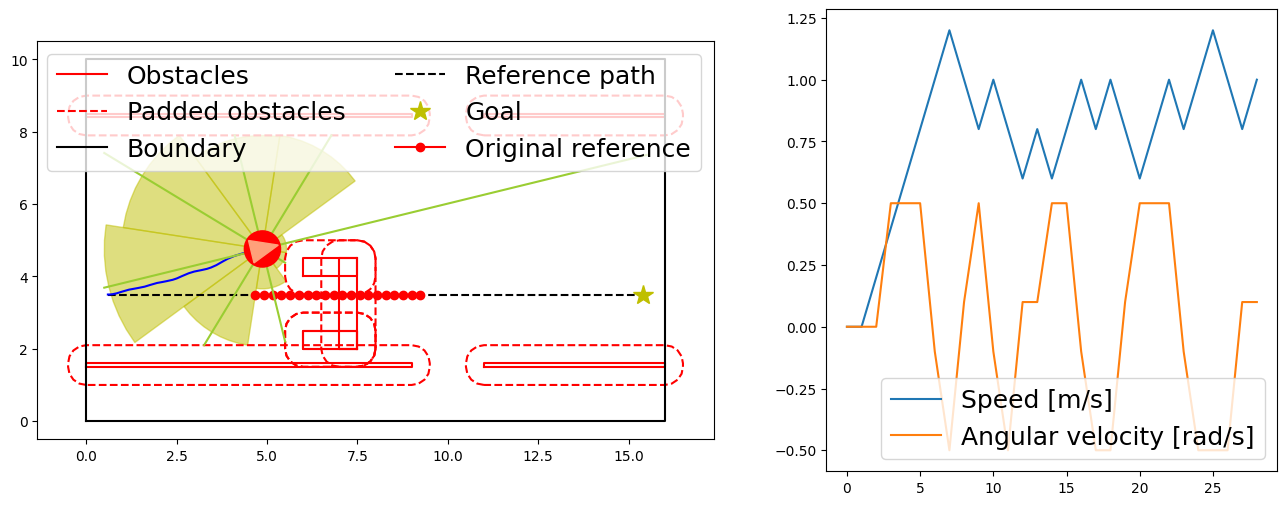 10
8
6
4
2
0
0.0 2.5 5.0 7.5 10.0 12.5 15.0
Obstacles
Padded obstacles
Boundary
Reference path
Goal
Original reference
1.25
1.00
0.75
0.50
0.25
0.00
−0.25
−0.50
0 5 10 15 20 25
Speed [m/s]
Angular velocity [rad/s]